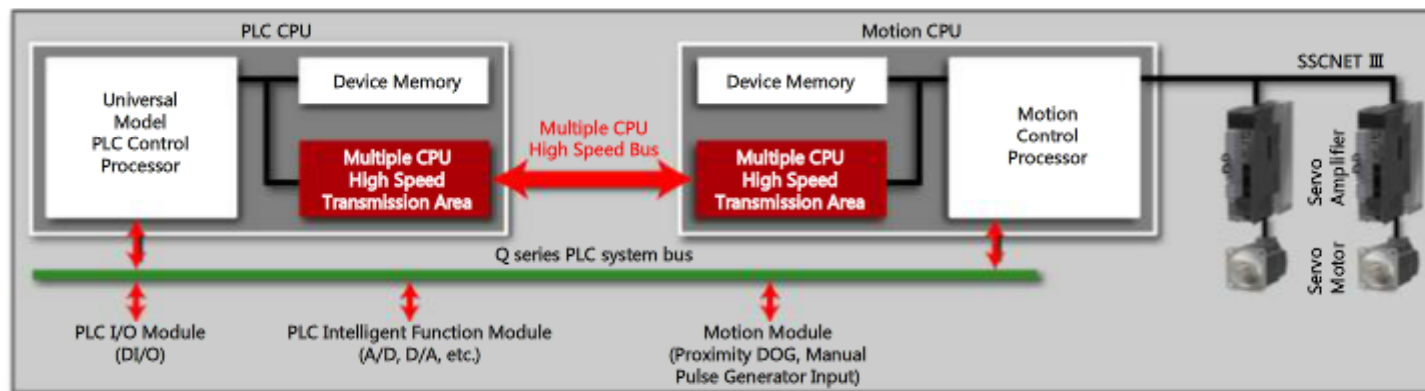 PLC CPU
Motion CPU
SSCNET Ⅲ
Universal
Model
PLC Control
Processor
Device Memory
Multiple CPU
High Speed
Transmission Area
Multiple CPU
High Speed Bus
Device Memory
Multiple CPU
High Speed
Transmission Area
Motion
Control
Processor
Servo
Amplifier
Servo
Motor
Q series PLC system bus
PLC I/O Module
(DI/O)
PLC Intelligent Function Module
(A/D, D/A, etc.)
Motion Module
(Proximity DOG, Manual
Pulse Generator Input)